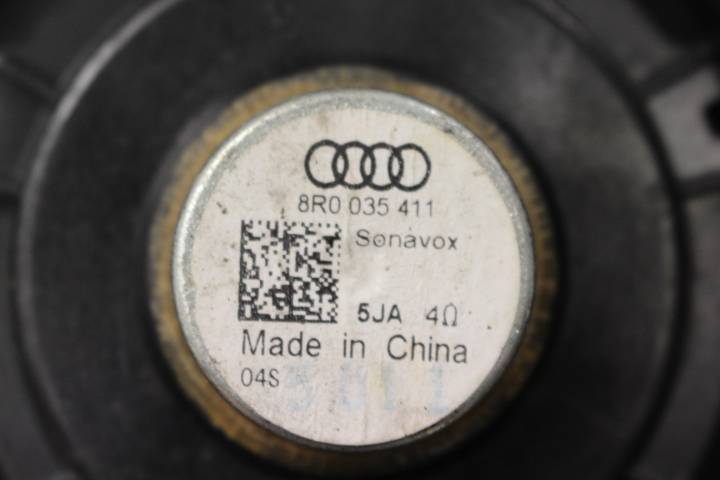 8R0 035 411
Sonavox
5JA 4Ω
Made in China
04S